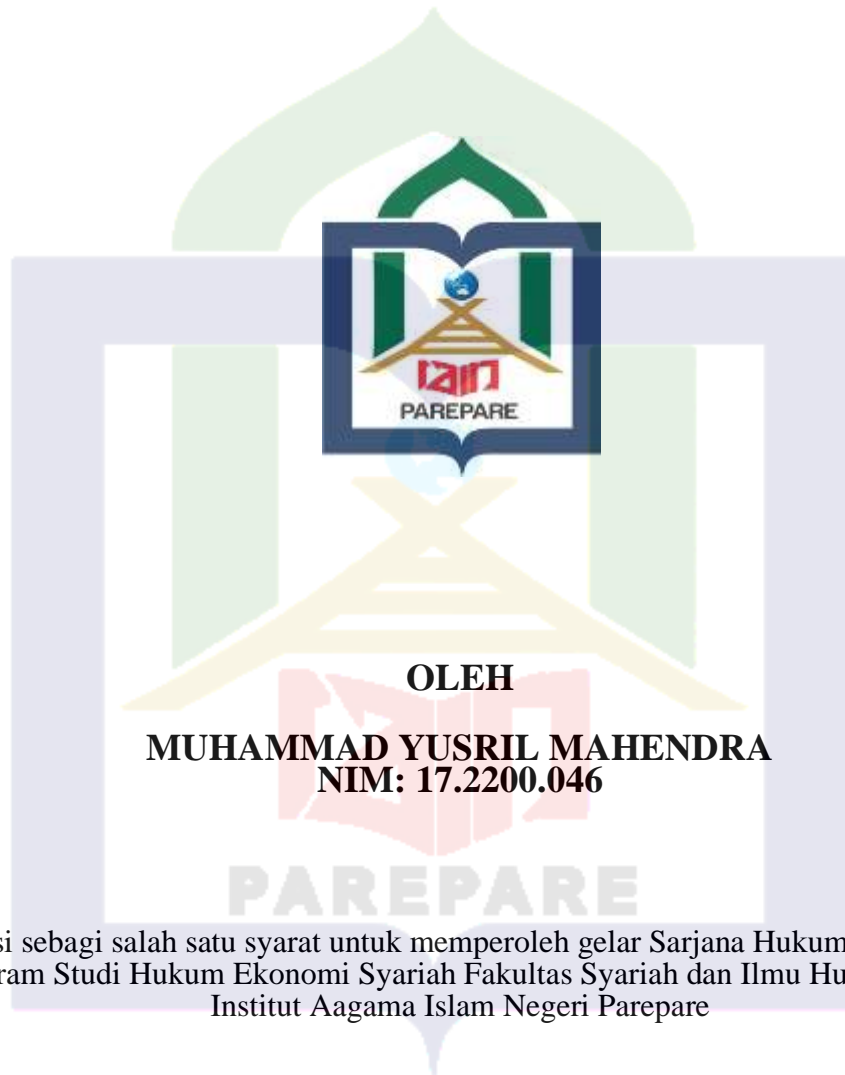 iain
PAREPARE
OLEH
MUHAMMAD YUSRIL MAHENDRA
NIM: 17.2200.046
PAREPARE
si sebagi salah satu syarat untuk memperoleh gelar Sarjana Hukum
ram Studi Hukum Ekonomi Syariah Fakultas Syariah dan Ilmu Hu
Institut Aagama Islam Negeri Parepare